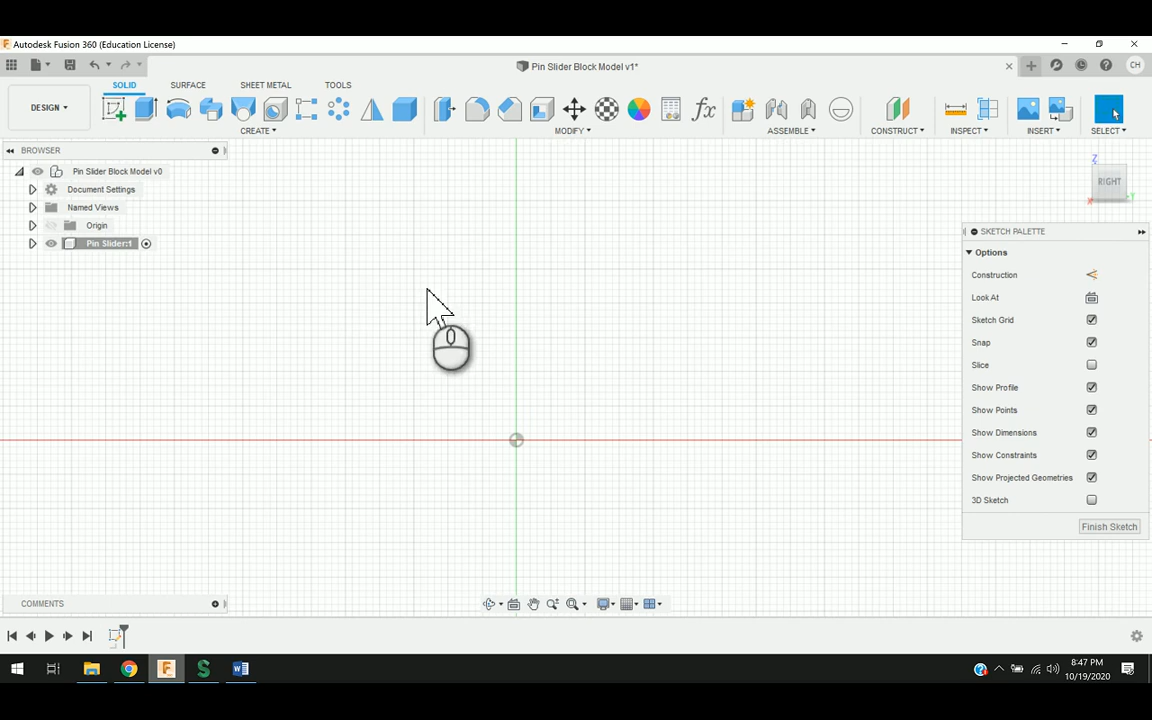 Autodesk Fusion 360 (Education License)
Pin Slider Block Model v1*
CH
DESIGN
SOLID SURFACE SHEET METAL TOOLS
fx
CREATE MODIFY ASSEMBLE CONSTRUCT INSPECT INSERT SELECT
BROWSER
Pin Slider Block Model v0
Document Settings
Named Views
Origin
Pin Slider:1
Z
RIGHT
X
Y
SKETCH PALETTE
Options
Construction
Look At
Sketch Grid
Snap
Slice
Show Profile
Show Points
Show Dimensions
Show Constraints
Show Projected Geometries
3D Sketch
Finish Sketch
COMMENTS
8:47 PM
10/19/2020